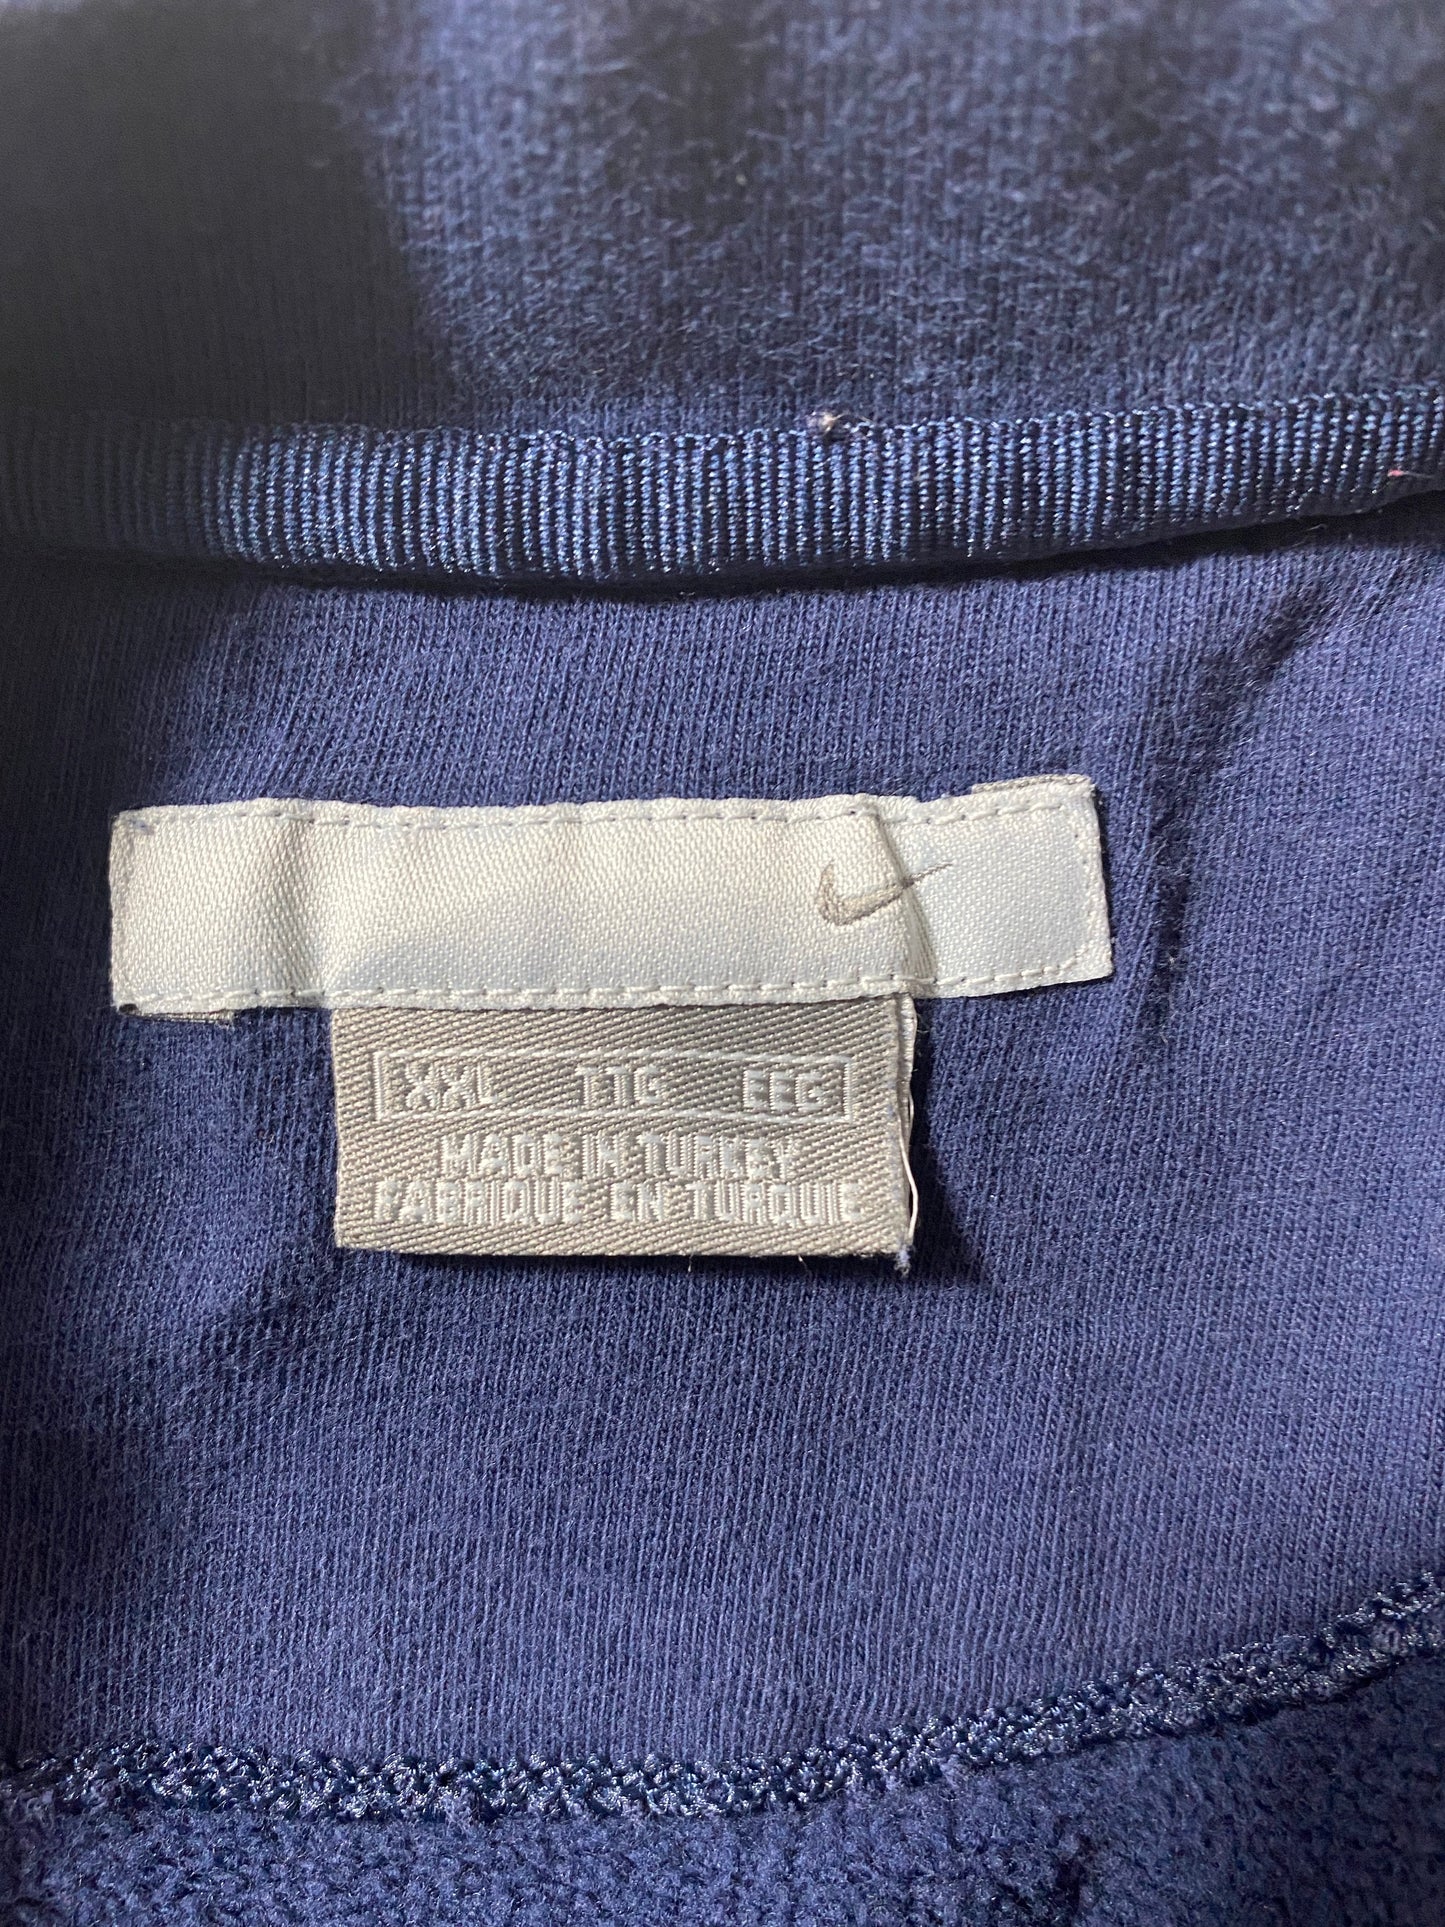 XXL TTG EEG
MADE IN TURKEY
FABRIQUE EN TURQUIE